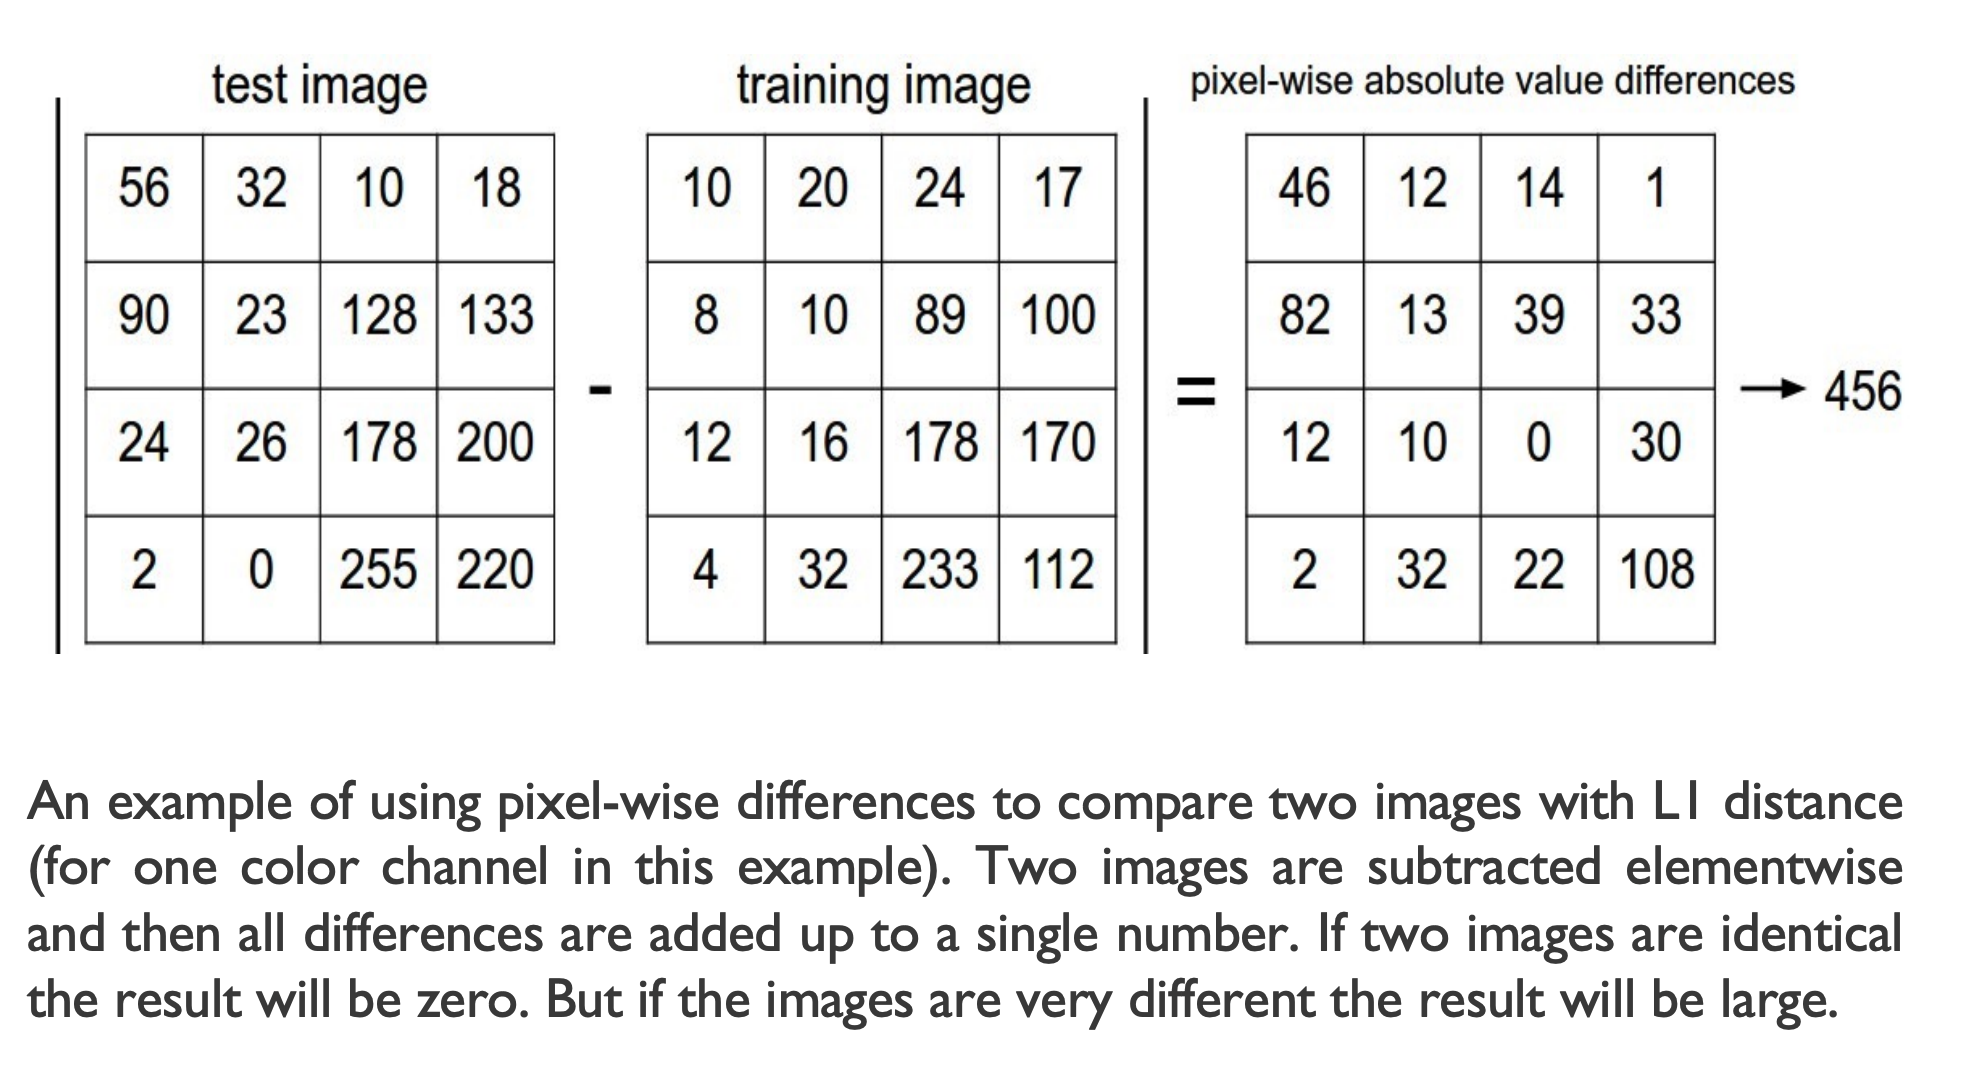 test image training image pixel-wise absolute value differences
56 32 10 18 10 20 24 17 46 12 14 1
90 23 128 133 8 10 89 100 82 13 39 33
- = → 456
24 26 178 200 12 16 178 170 12 10 0 30
2 0 255 220 4 32 233 112 2 32 22 108
An example of using pixel-wise differences to compare two images with L1 distance
(for one color channel in this example). Two images are subtracted elementwise
and then all differences are added up to a single number. If two images are identical
the result will be zero. But if the images are very different the result will be large.